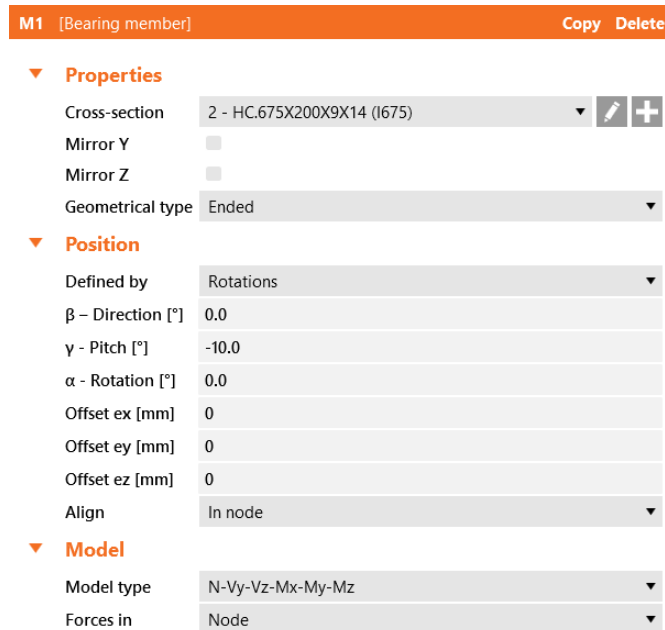 M1 [Bearing member] Copy Delete
Properties
Cross-section 2 - HC.675X200X9X14 (I675)
Mirror Y
Mirror Z
Geometrical type Ended
Position
Defined by Rotations
β – Direction [°] 0.0
γ - Pitch [°] -10.0
α - Rotation [°] 0.0
Offset ex [mm] 0
Offset ey [mm] 0
Offset ez [mm] 0
Align In node
Model
Model type N-Vy-Vz-Mx-My-Mz
Forces in Node